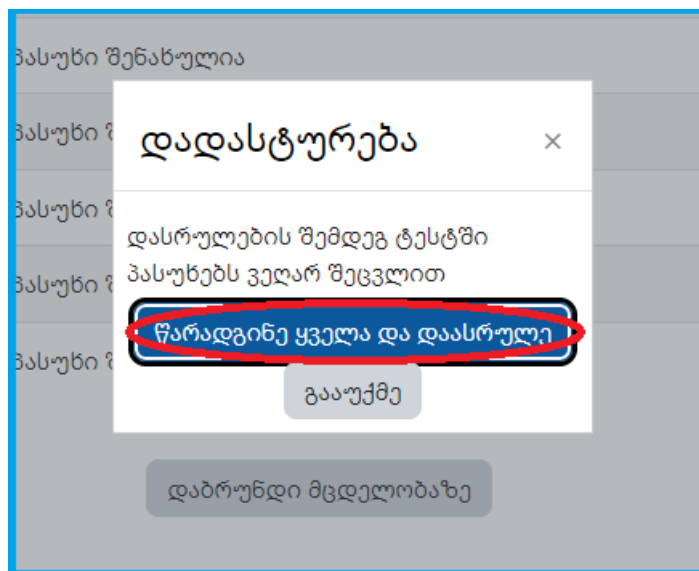 პასუხი შენახულია
პასუხი
დადასტურება
×
პასუხი
დასრულების შემდეგ ტესტში
პასუხებს ვეღარ შეცვლით
პასუხი
წარადგინე ყველა და დაასრულე
პასუხი
გააუქმე
დაბრუნდი მცდელობაზე